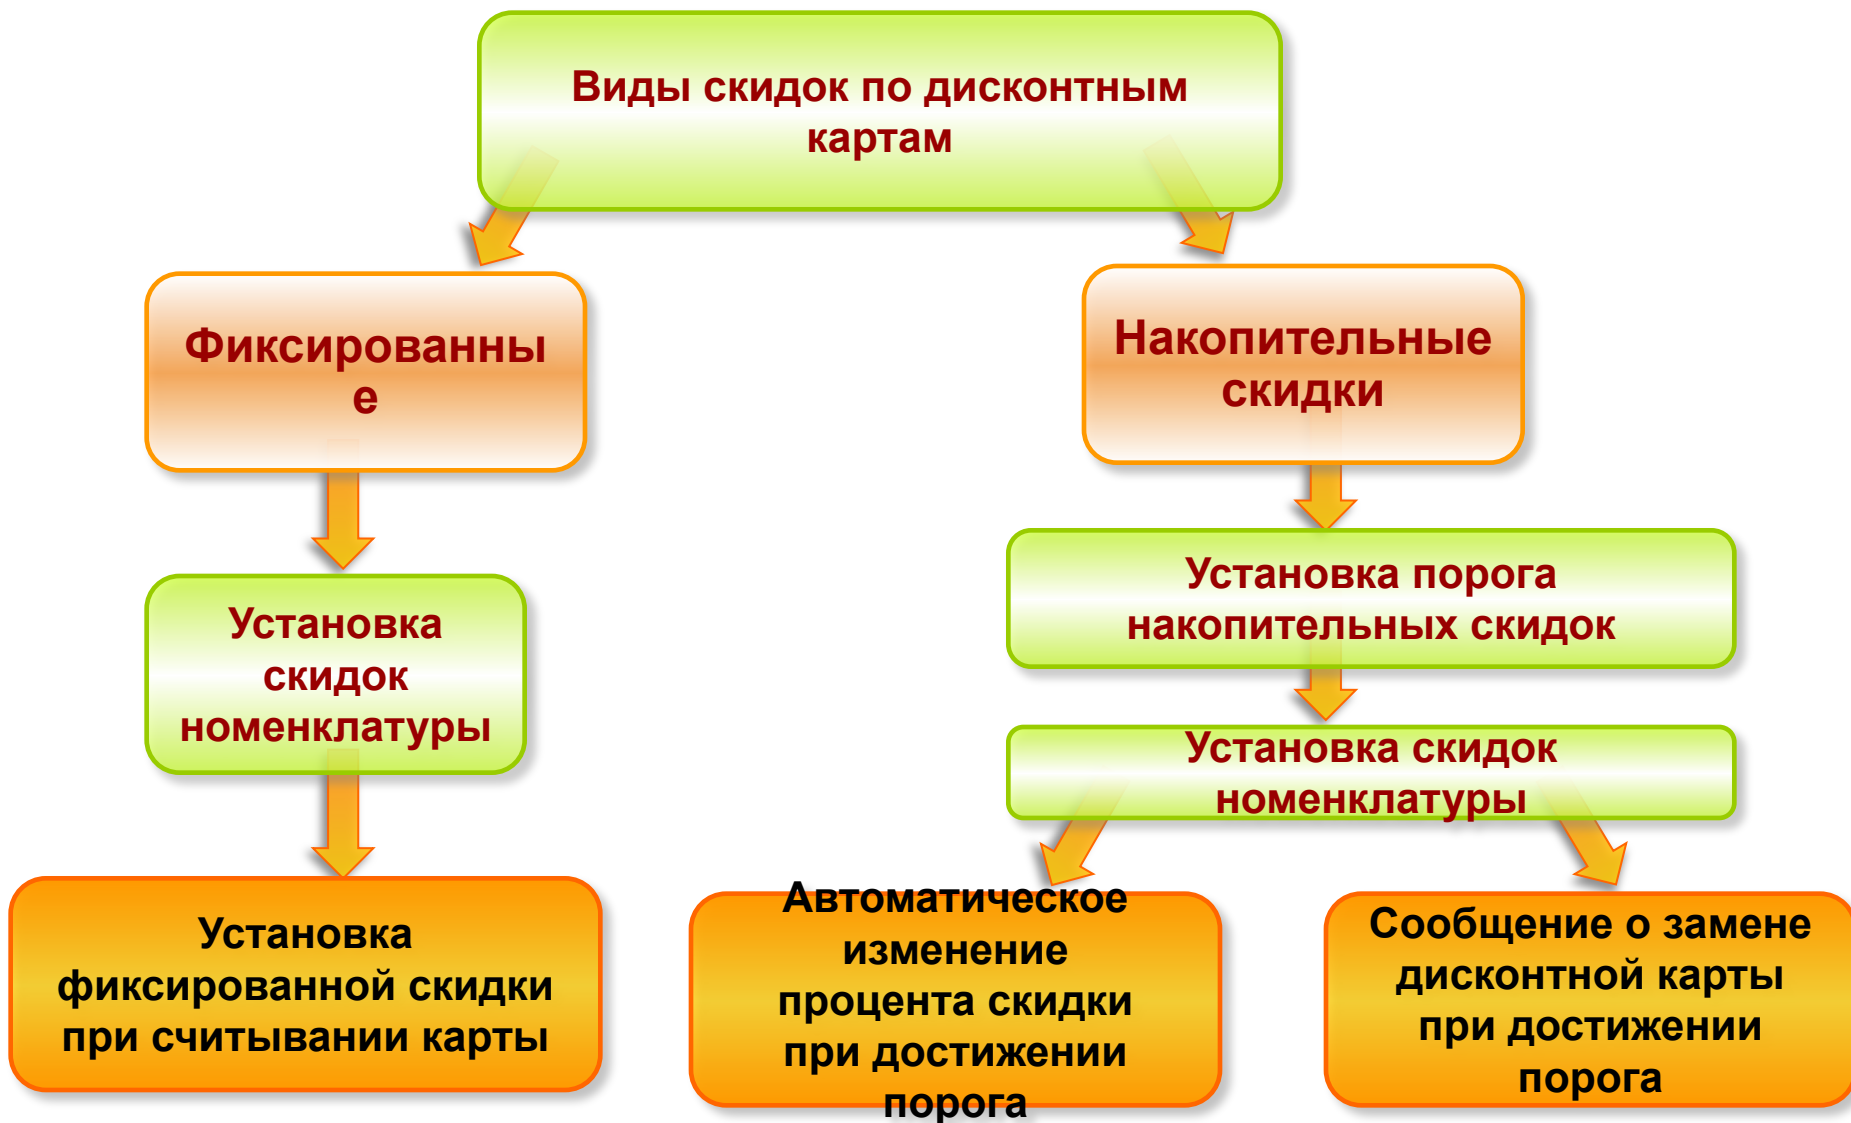 Виды скидок по дисконтным
картам
Фиксированны
е
Накопительные
скидки
Установка
скидок
номенклатуры
Установка порога
накопительных скидок
Установка скидок
номенклатуры
Установка
фиксированной скидки
при считывании карты
Автоматическое
изменение
процента скидки
при достижении
порога
Сообщение о замене
дисконтной карты
при достижении
порога